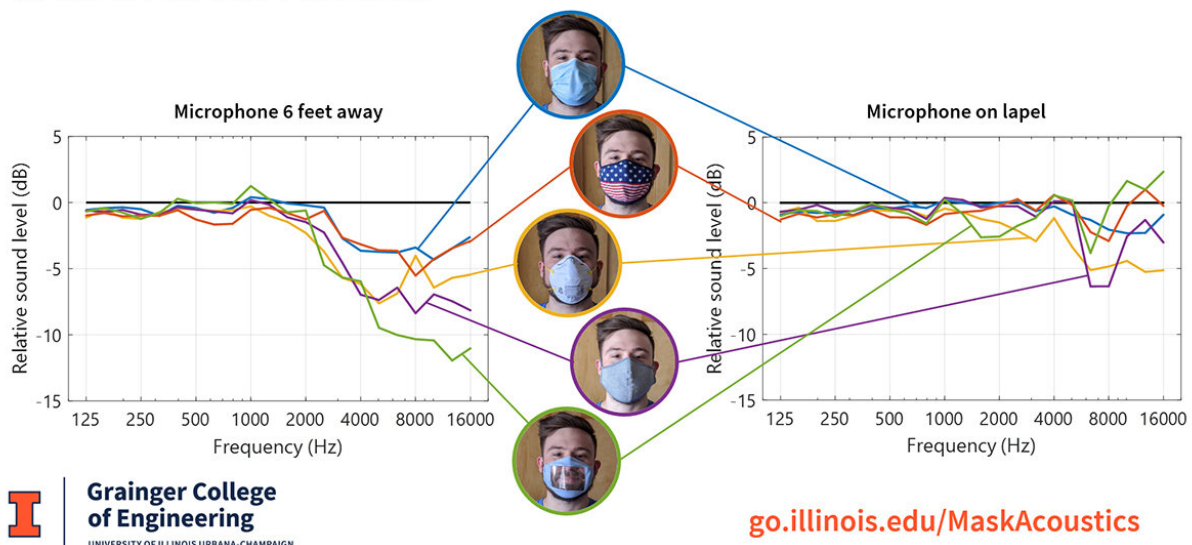 Microphone 6 feet away
Relative sound level (dB)
5
0
-5
-10
-15
125 250 500 1000 2000 4000 8000 16000
Frequency (Hz)
Microphone on lapel
Relative sound level (dB)
5
0
-5
-10
-15
125 250 500 1000 2000 4000 8000 16000
Frequency (Hz)
I
Grainger College
of Engineering
UNIVERSITY OF ILLINOIS URBANA-CHAMPAIGN
go.illinois.edu/MaskAcoustics